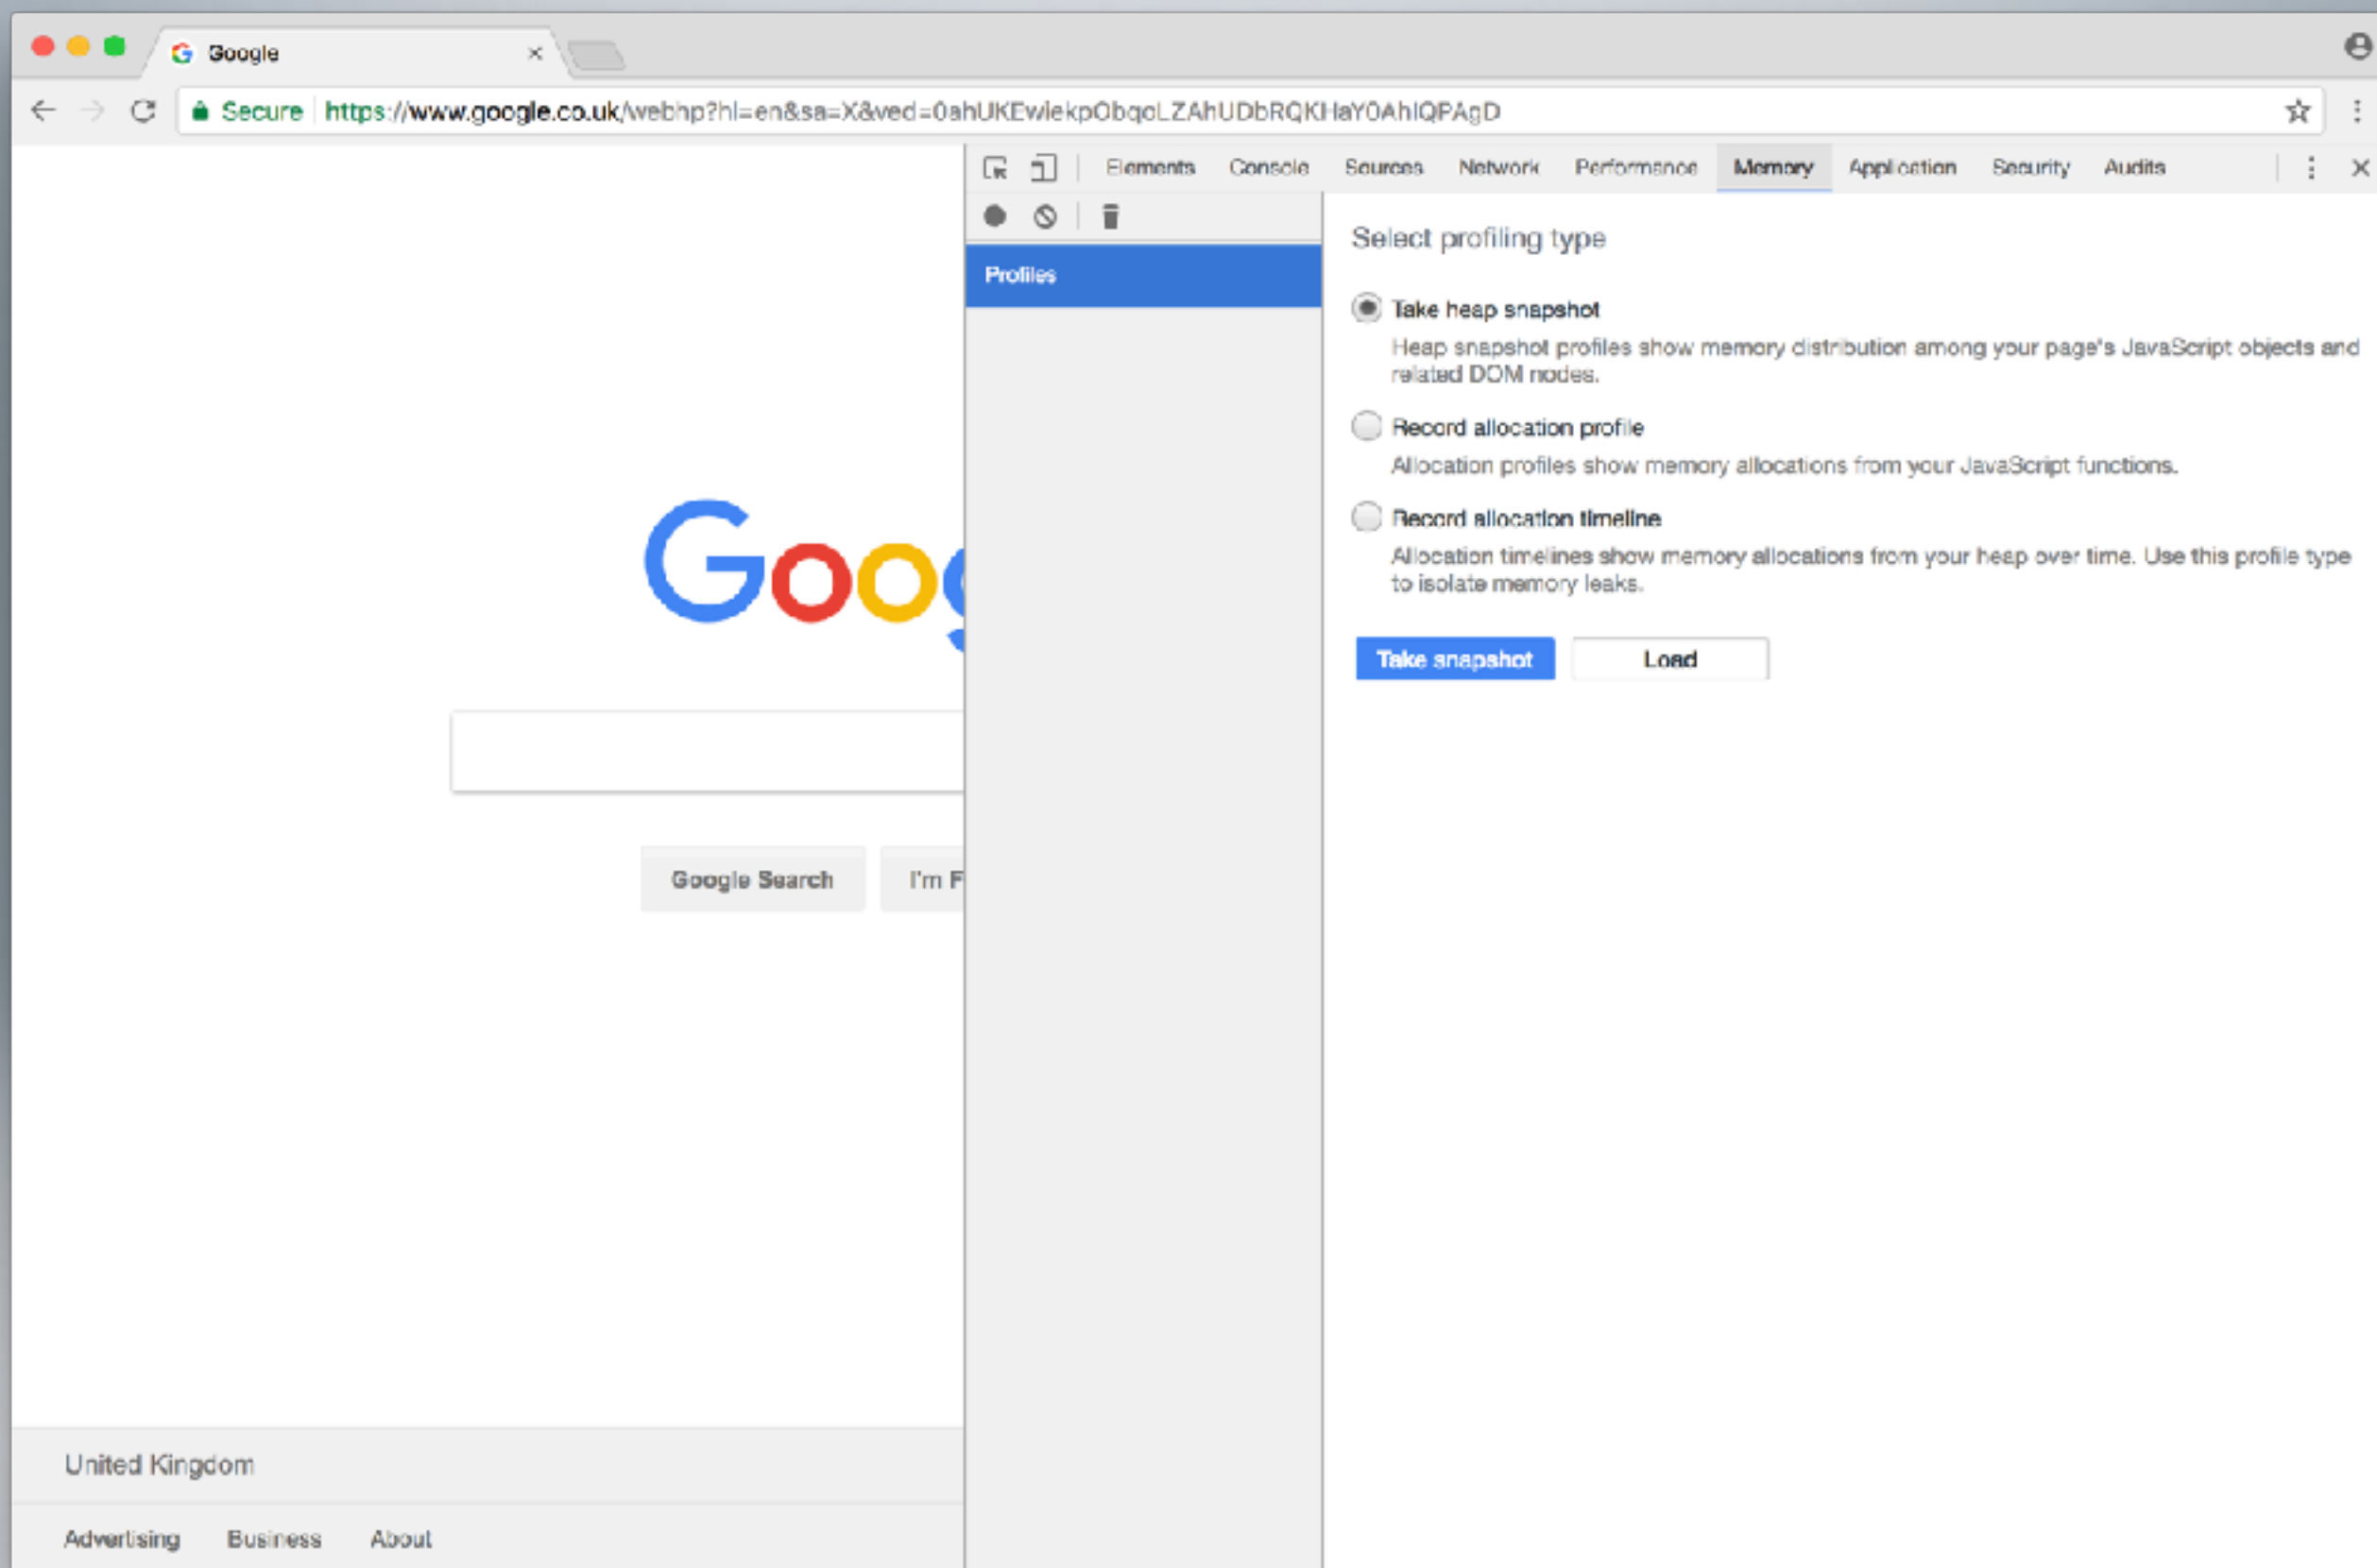 Google
Secure
https://www.google.co.uk/webhp?hl=en&sa=X&ved=0ahUKEwiekpObqoLZAhUDbRQKHaY0AhIQPAgD
Elements Console Sources Network Performance Memory Application Security Audits
Profiles
Select profiling type
Take heap snapshot
Heap snapshot profiles show memory distribution among your page's JavaScript objects and
related DOM nodes.
Record allocation profile
Allocation profiles show memory allocations from your JavaScript functions.
Record allocation timeline
Allocation timelines show memory allocations from your heap over time. Use this profile type
to isolate memory leaks.
Take snapshot Load
Goog
Google Search I'm F
United Kingdom
Advertising Business About